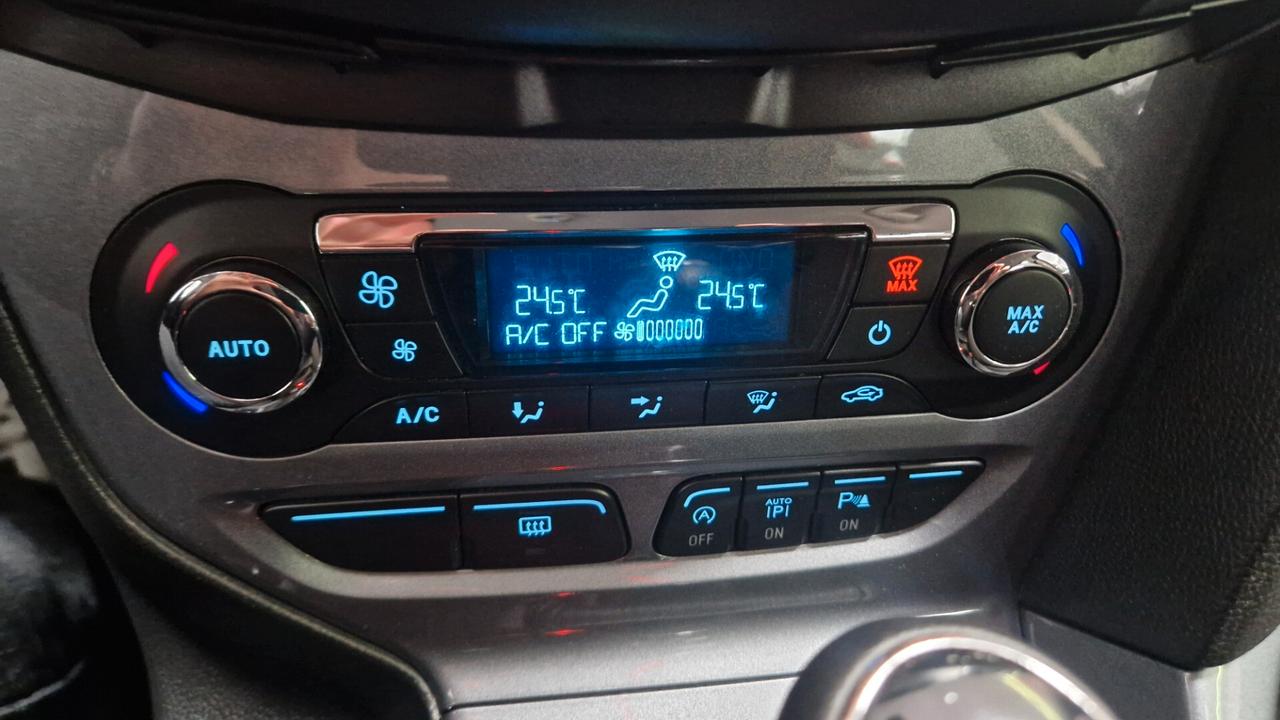 24.5°C
24.5°C
A/C OFF
AUTO
MAX
MAX
A/C
A/C
A
OFF
AUTO
P
ON
P
ON